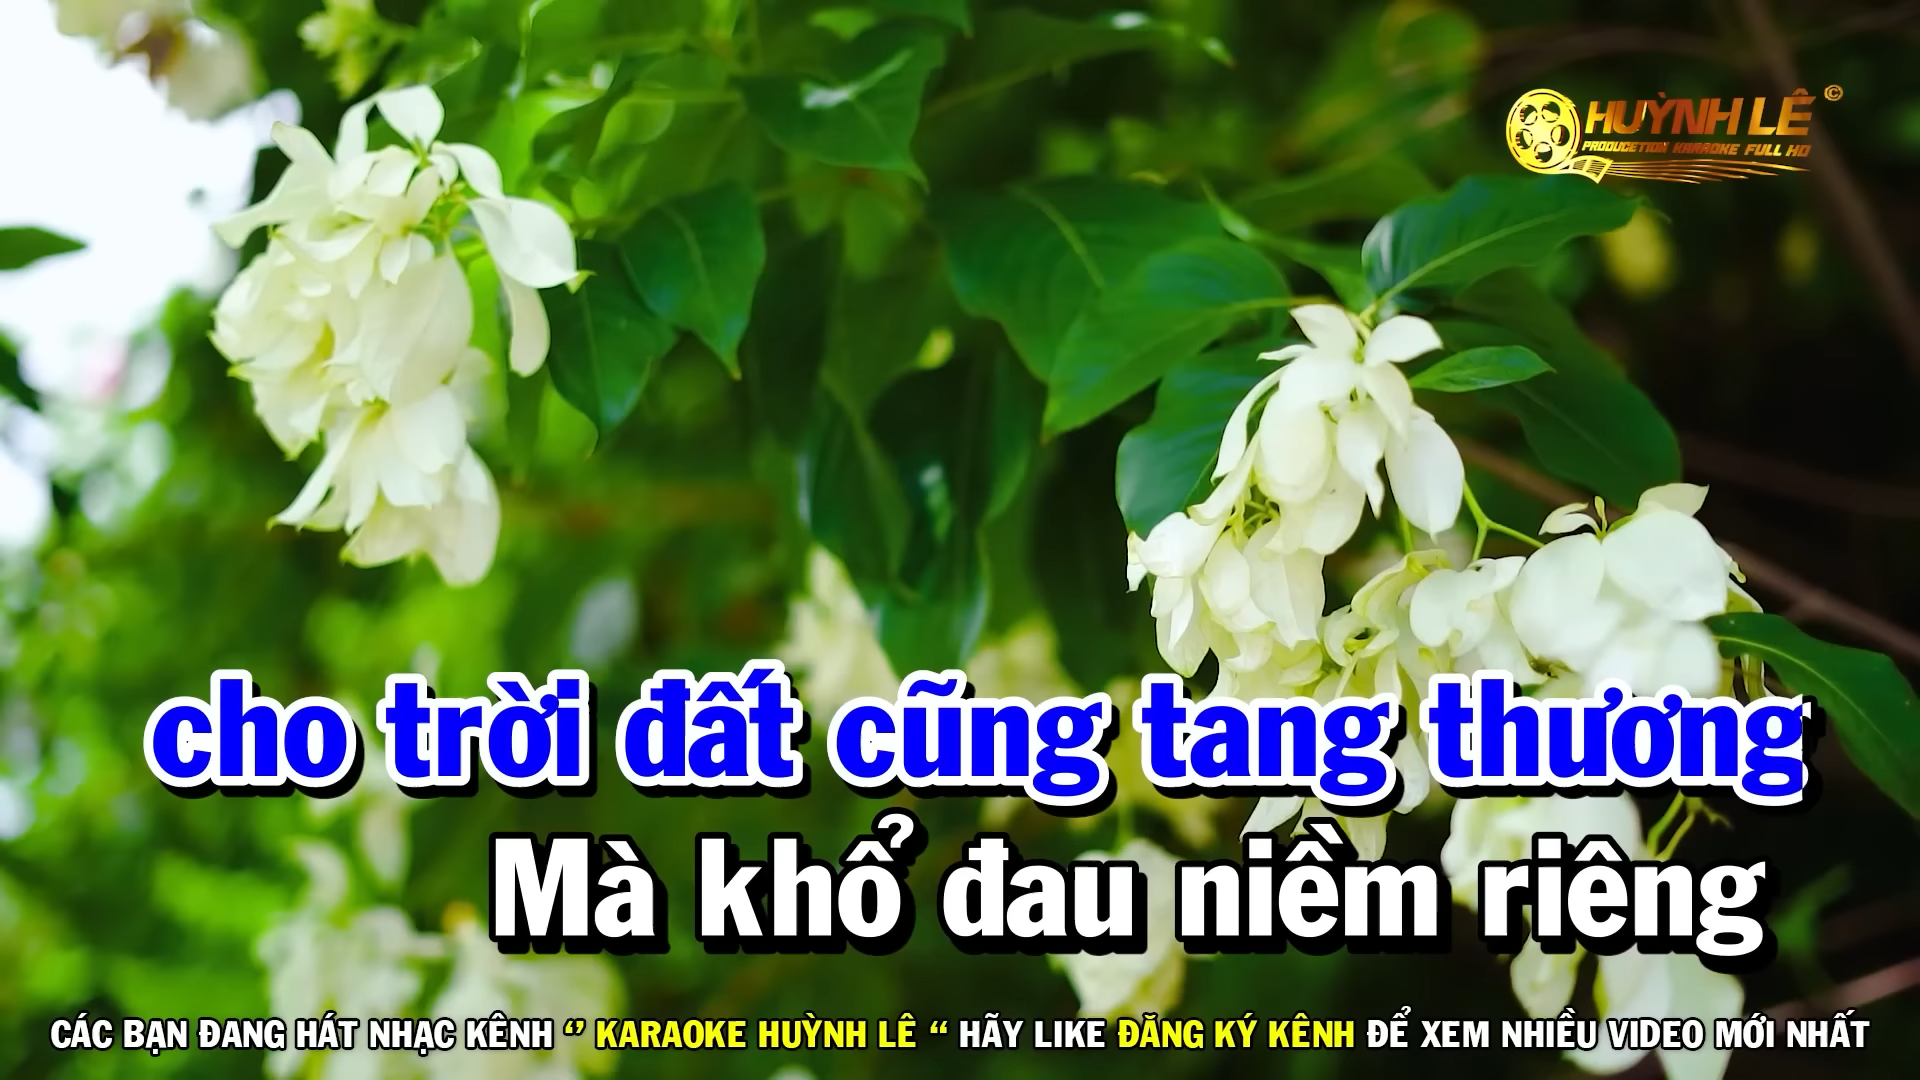 HUỲNH LÊ ©
PRODUCETION KARAOKE FULL HD
cho trời đất cũng tang thương
Mà khổ đau niềm riêng
CÁC BẠN ĐANG HÁT NHẠC KÊNH “ KARAOKE HUỲNH LÊ “ HÃY LIKE ĐĂNG KÝ KÊNH ĐỂ XEM NHIỀU VIDEO MỚI NHẤT